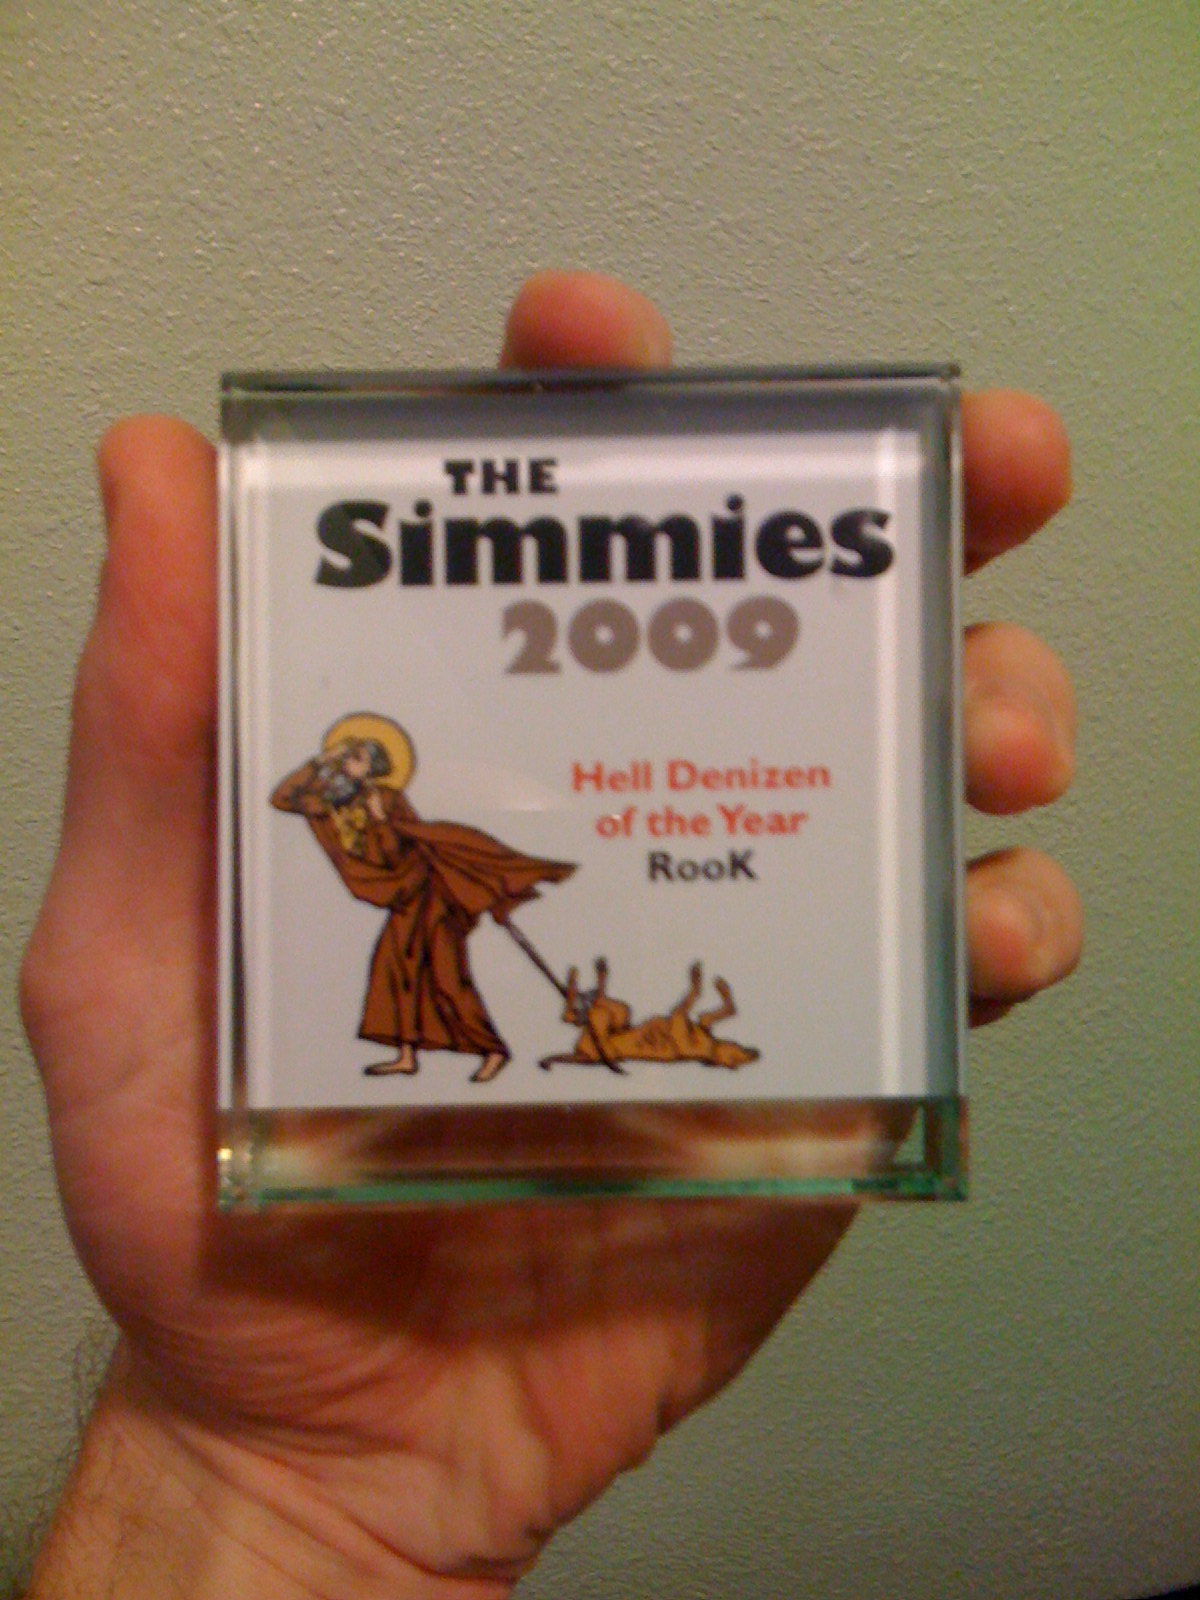 THE
Simmies
2009
Hell Denizen
of the Year
RooK